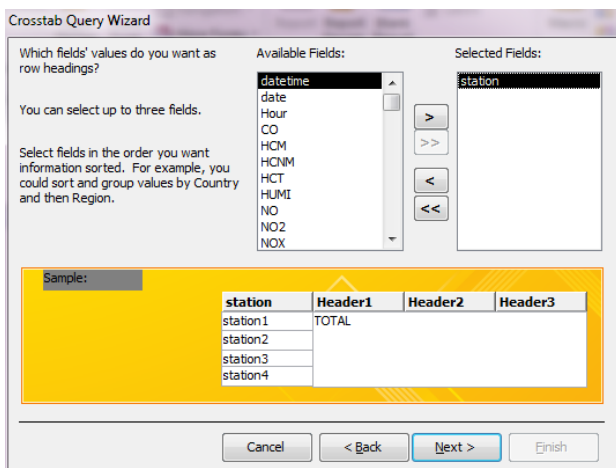 Crosstab Query Wizard
Which fields' values do you want as
row headings?
You can select up to three fields.
Select fields in the order you want
information sorted. For example, you
could sort and group values by Country
and then Region.
Available Fields:
datetime
date
Hour
CO
HCM
HCNM
HCT
HUMI
NO
NO2
NOX
>
>>
<
<<
Selected Fields:
station
Sample:
station Header1 Header2 Header3
station1 TOTAL
station2
station3
station4
Cancel < Back Next > Finish